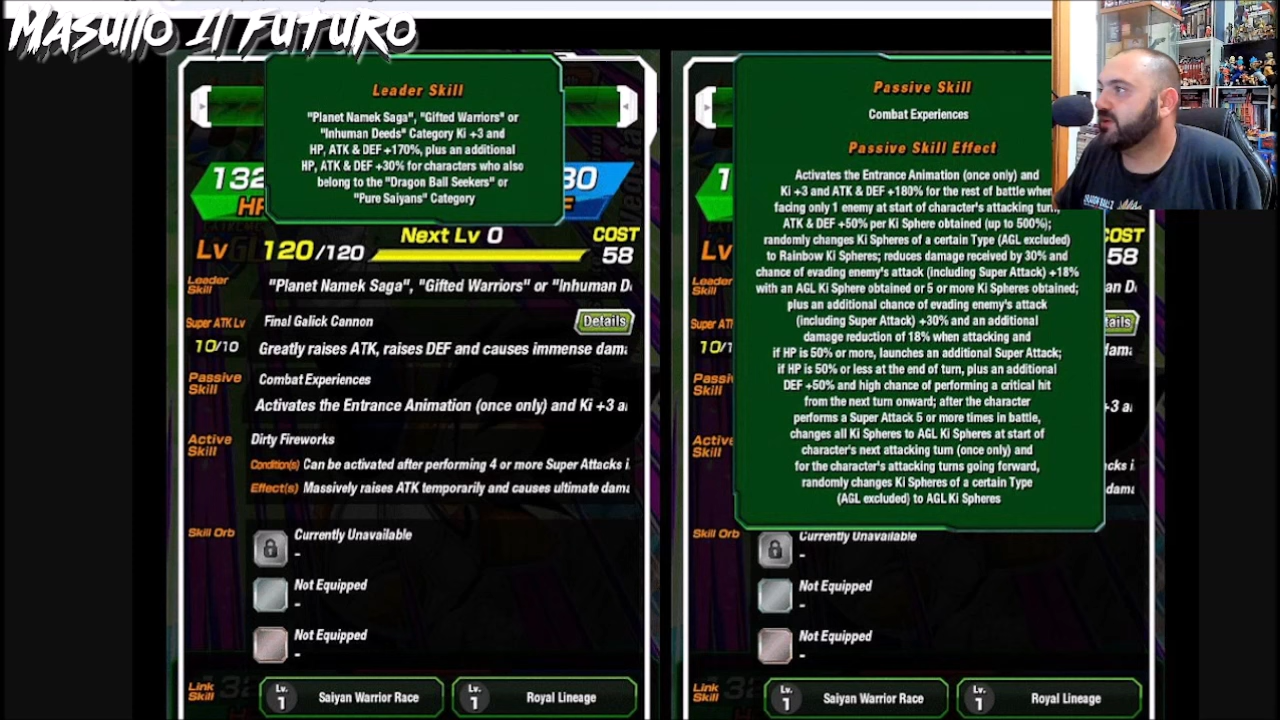 Masullo Il Futuro
Leader Skill
"Planet Namek Saga", "Gifted Warriors" or
"Inhuman Deeds" Category Ki +3 and
HP, ATK & DEF +170%, plus an additional
HP, ATK & DEF +30% for characters who also
belong to the "Dragon Ball Seekers" or
"Pure Saiyans" Category
132
HP
Next Lv 0
COST
Lv 120/120
58
Leader Skill
"Planet Namek Saga", "Gifted Warriors" or "Inhuman D
Super ATK Lv
10/10
Final Galick Cannon
Details
Greatly raises ATK, raises DEF and causes immense dama
Passive Skill
Combat Experiences
Activates the Entrance Animation (once only) and Ki +3 a
Active Skill
Dirty Fireworks
Condition(s) Can be activated after performing 4 or more Super Attacks i
Effect(s) Massively raises ATK temporarily and causes ultimate dama
Skill Orb
Currently Unavailable
-
Not Equipped
-
Not Equipped
-
Link Skill
Lv. 1
Saiyan Warrior Race
Lv. 1
Royal Lineage
Passive Skill
Combat Experiences
Passive Skill Effect
Activates the Entrance Animation (once only) and
Ki +3 and ATK & DEF +180% for the rest of battle when
facing only 1 enemy at start of character's attacking turn,
ATK & DEF +50% per Ki Sphere obtained (up to 500%);
randomly changes Ki Spheres of a certain Type (AGL excluded)
to Rainbow Ki Spheres; reduces damage received by 30% and
chance of evading enemy's attack (including Super Attack) +18%
with an AGL Ki Sphere obtained or 5 or more Ki Spheres obtained;
plus an additional chance of evading enemy's attack
(including Super Attack) +30% and an additional
damage reduction of 18% when attacking and
if HP is 50% or more, launches an additional Super Attack;
if HP is 50% or less at the end of turn, plus an additional
DEF +50% and high chance of performing a critical hit
from the next turn onward; after the character
performs a Super Attack 5 or more times in battle,
changes all Ki Spheres to AGL Ki Spheres at start of
character's next attacking turn (once only) and
for the character's attacking turns going forward,
randomly changes Ki Spheres of a certain Type
(AGL excluded) to AGL Ki Spheres
Lv
COST
58
Skill Orb
Currently Unavailable
-
Not Equipped
-
Not Equipped
-
Link Skill
Lv. 1
Saiyan Warrior Race
Lv. 1
Royal Lineage